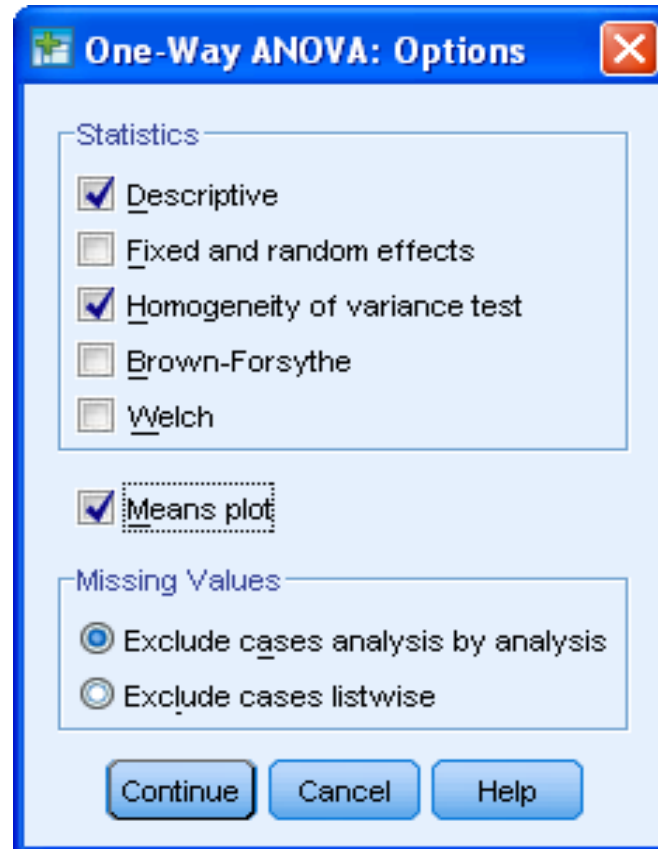 One-Way ANOVA: Options
Statistics
Descriptive
Fixed and random effects
Homogeneity of variance test
Brown-Forsythe
Welch
Means plot
Missing Values
Exclude cases analysis by analysis
Exclude cases listwise
Continue Cancel Help